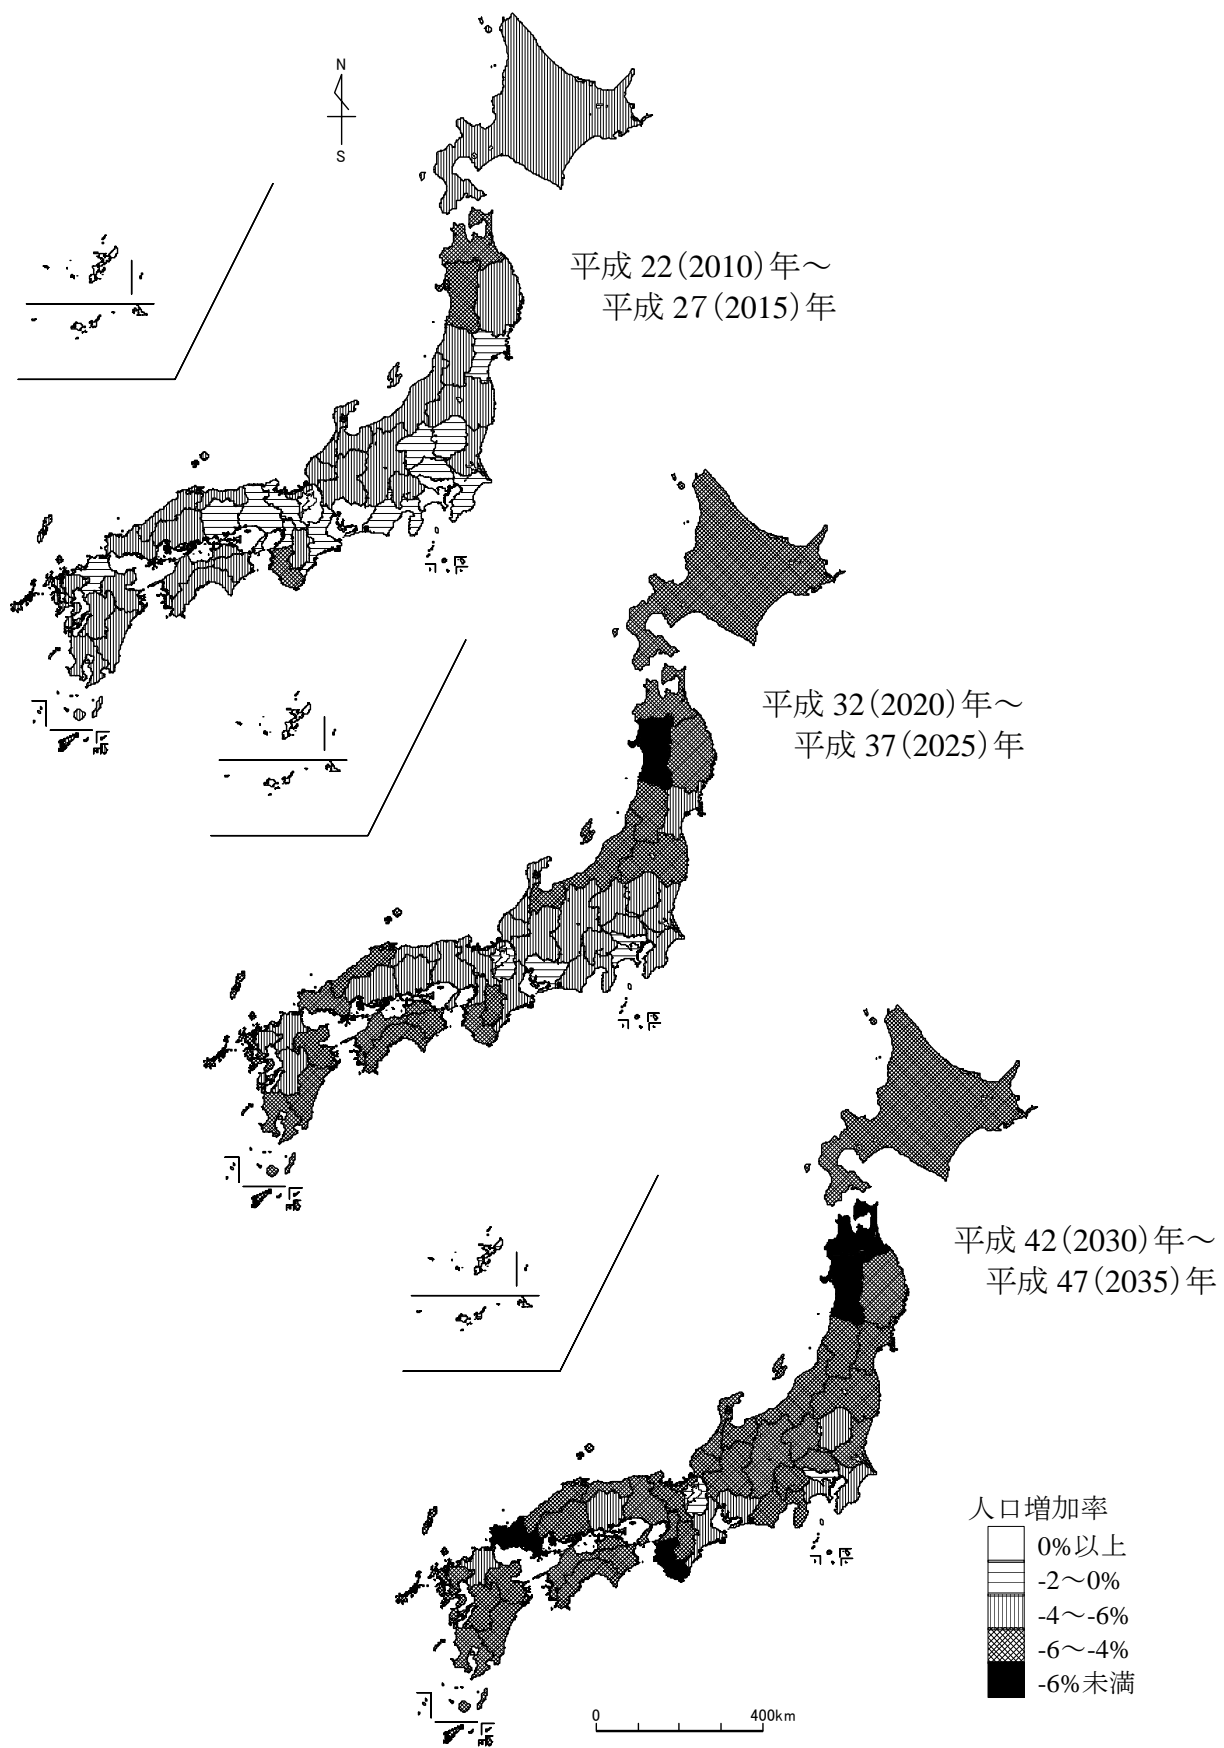 N
S
平成 22(2010)年～
平成 27(2015)年
平成 32(2020)年～
平成 37(2025)年
平成 42(2030)年～
平成 47(2035)年
人口増加率
0%以上
-2～0%
-4～-6%
-6～-4%
-6%未満
0 400km